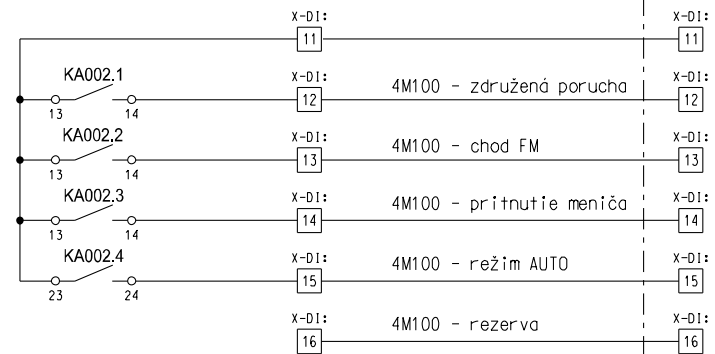 X-DI: X-DI:
11 11
KA002.1 X-DI: 4M100 - združená porucha X-DI:
13 14 12 12
KA002.2 X-DI: 4M100 - chod FM X-DI:
13 14 13 13
KA002.3 X-DI: 4M100 - pritnutie meniča X-DI:
13 14 14 14
KA002.4 X-DI: 4M100 - režim AUTO X-DI:
23 24 15 15
X-DI: 4M100 - rezerva X-DI:
16 16